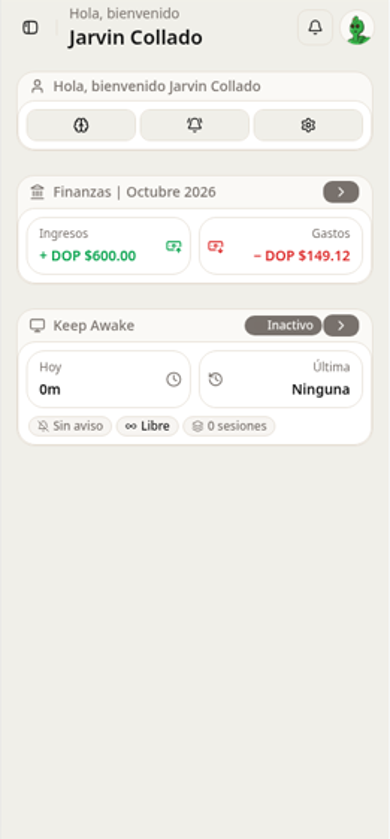 Hola, bienvenido
Jarvin Collado
Hola, bienvenido Jarvin Collado
Finanzas | Octubre 2026
Ingresos
+ DOP $600.00
Gastos
− DOP $149.12
Keep Awake
Inactivo
Hoy
0m
Última
Ninguna
Sin aviso
Libre
0 sesiones